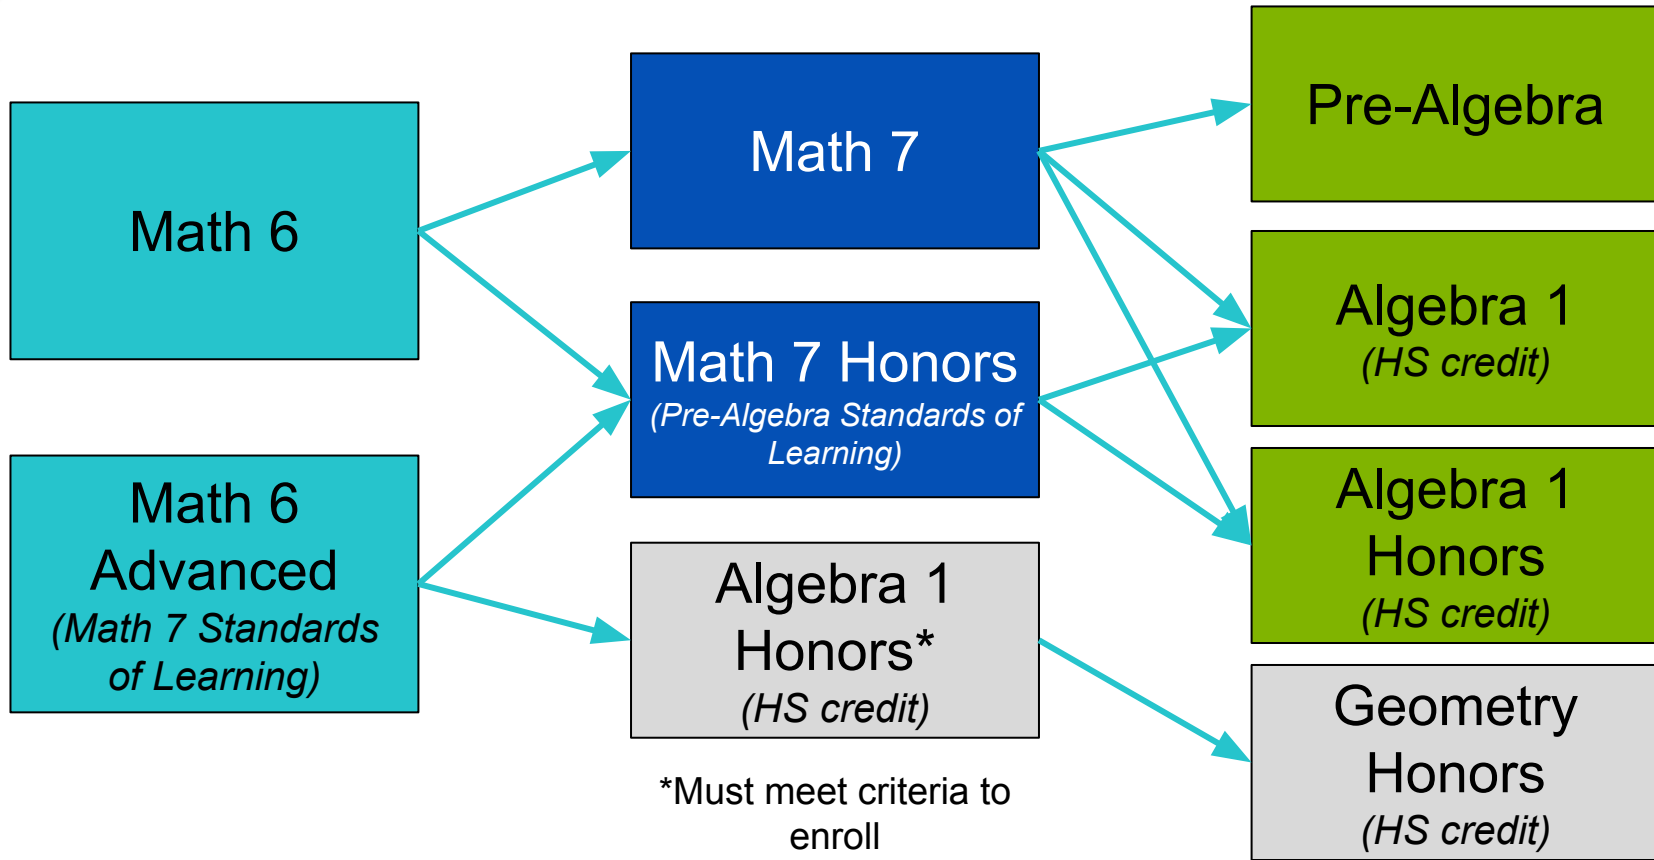 Math 6
Math 6
Advanced
(Math 7 Standards
of Learning)
Math 7
Math 7 Honors
(Pre-Algebra Standards of
Learning)
Algebra 1
Honors*
(HS credit)
*Must meet criteria to
enroll
Pre-Algebra
Algebra 1
(HS credit)
Algebra 1
Honors
(HS credit)
Geometry
Honors
(HS credit)